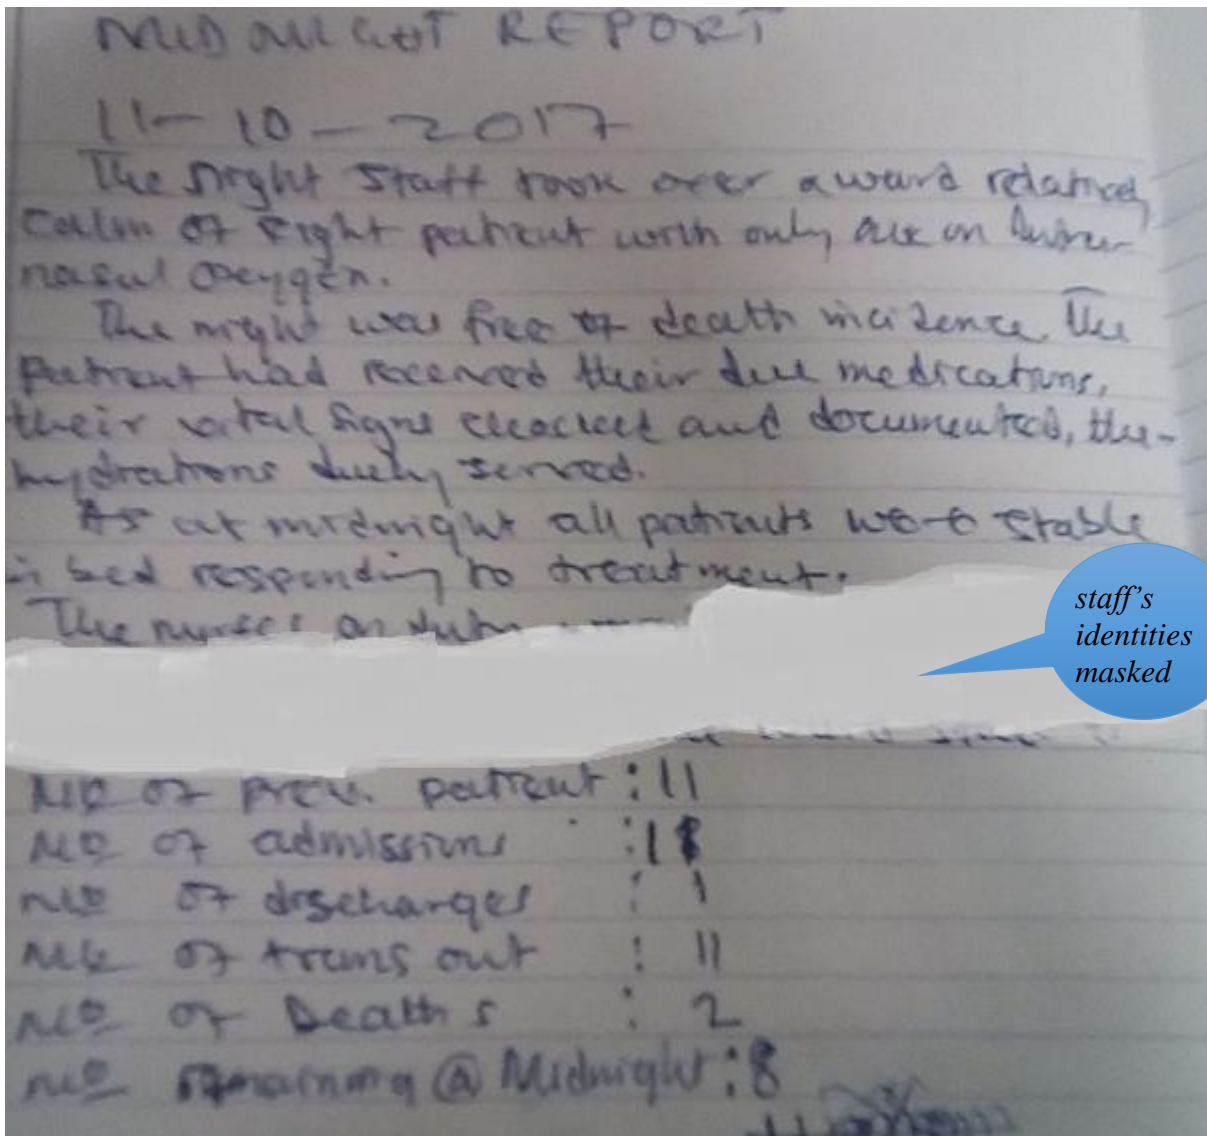 MIDNIGHT REPORT
11-10-2017
The night staff took over a ward relatively
calm of eight patient with only one on
nasal oxygen.
The night was free of death incidence. The
patient had received their due medications,
their vital signs checked and documented, the
hydrations duly served.
As at midnight all patients were stable
in bed responding to treatment.
The nurses on duty
staff's
identities
masked
No of prev. patient : 11
No of admissions :
No of discharges : 1
No of trans out : 11
No of Deaths : 2
No remaining @ Midnight : 8